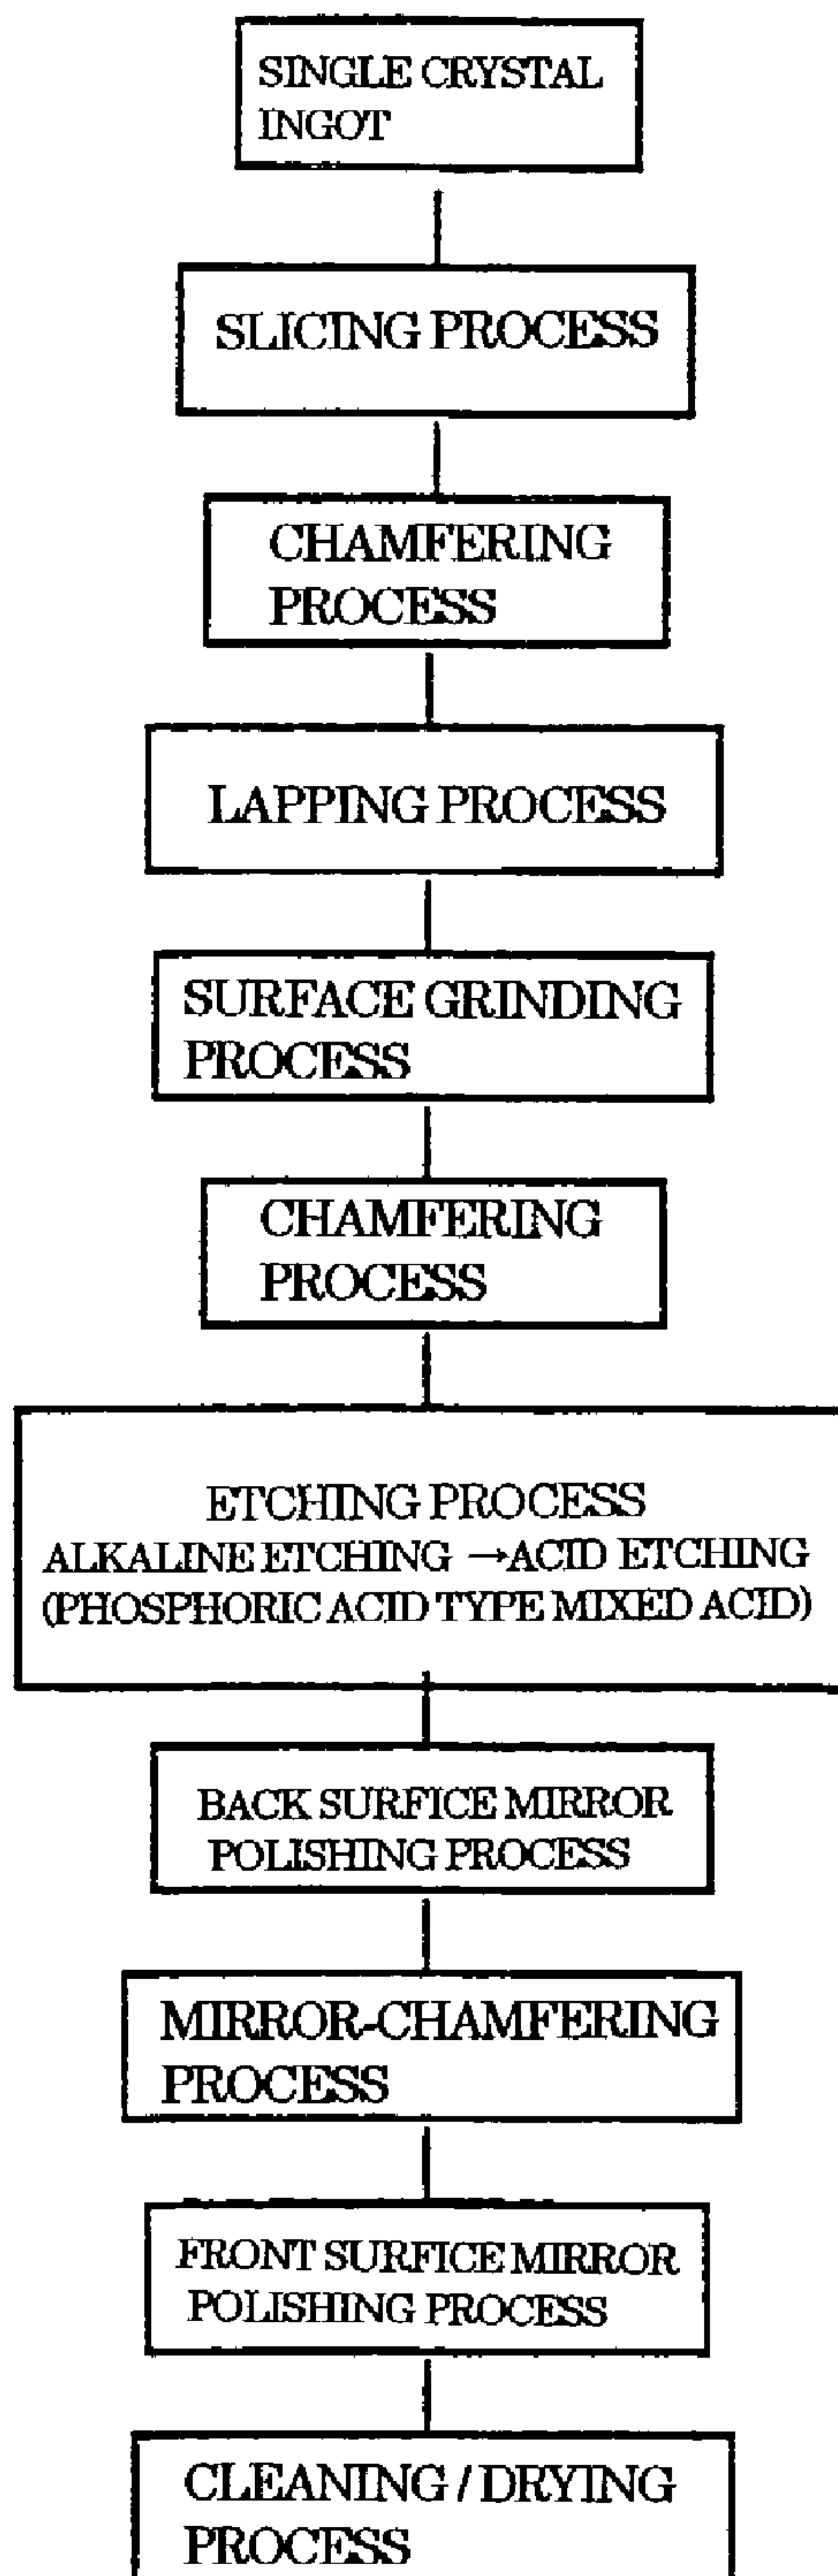 SINGLE CRYSTAL
INGOT
SLICING PROCESS
CHAMFERING
PROCESS
LAPPING PROCESS
SURFACE GRINDING
PROCESS
CHAMFERING
PROCESS
ETCHING PROCESS
ALKALINE ETCHING →ACID ETCHING
(PHOSPHORIC ACID TYPE MIXED ACID)
BACK SURFICE MIRROR
POLISHING PROCESS
MIRROR-CHAMFERING
PROCESS
FRONT SURFICE MIRROR
POLISHING PROCESS
CLEANING / DRYING
PROCESS